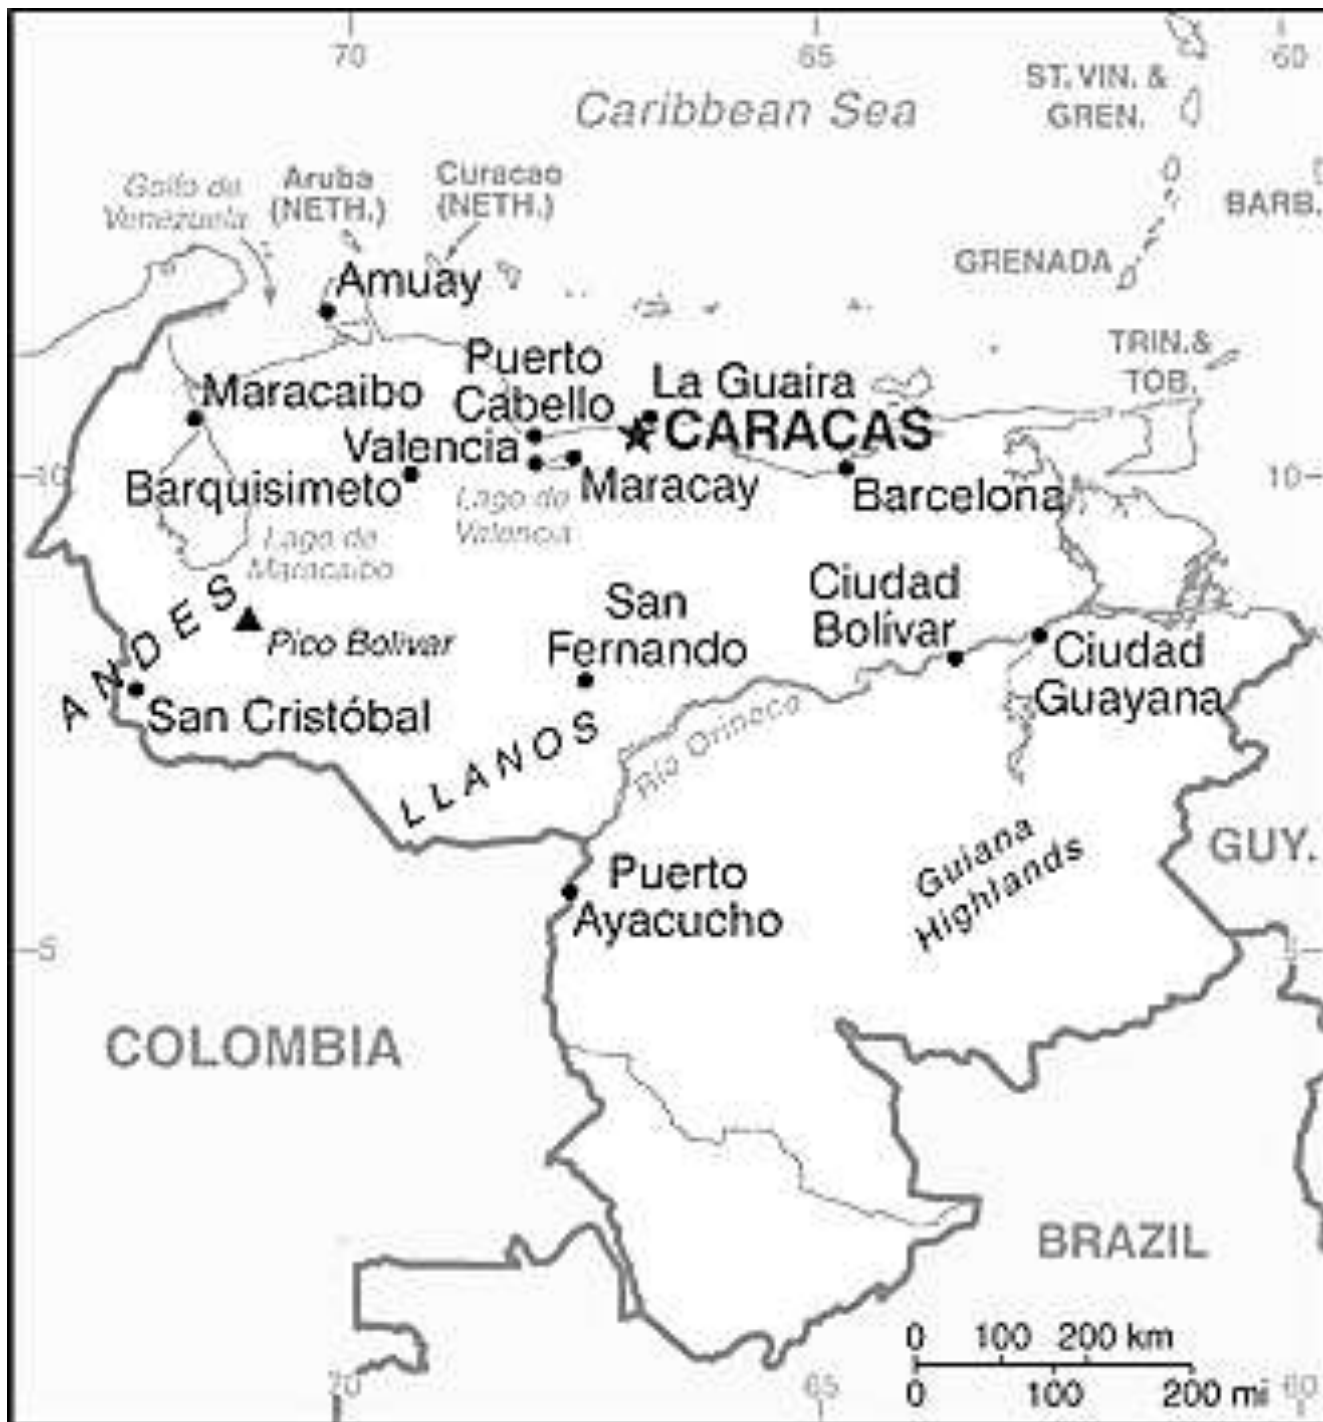 70
65
60
Caribbean Sea
ST. VIN. &
GREN.
Golfo de
Venezuela
Aruba
(NETH.)
Curacao
(NETH.)
BARB.
GRENADA
Amuay
TRIN.&
TOB.
Puerto
Cabello
La Guaira
Maracaibo
CARACAS
Valencia
10
Barquisimeto
Maracay
Barcelona
10
Lago de
Valencia
Lago de
Maracaibo
ANDES
San
Fernando
Ciudad
Bolívar
Pico Bolivar
Ciudad
Guayana
San Cristóbal
LLANOS
Río Orinoco
Guiana
Highlands
GUY.
Puerto
Ayacucho
5
5
COLOMBIA
BRAZIL
0 100 200 km
0 100 200 mi
70
65
60